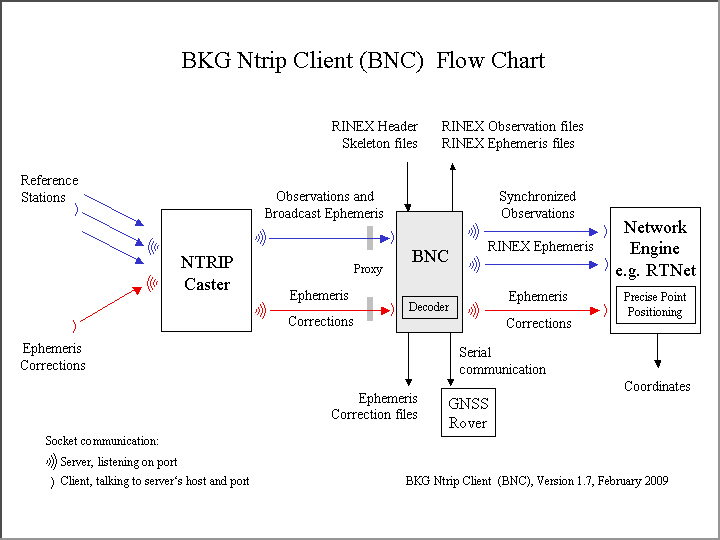 BKG Ntrip Client (BNC) Flow Chart
RINEX Header
Skeleton files
RINEX Observation files
RINEX Ephemeris files
Reference
Stations
Observations and
Broadcast Ephemeris
Synchronized
Observations
NTRIP
Caster
Proxy
BNC
Decoder
RINEX Ephemeris
Network
Engine
e.g. RTNet
Precise Point
Positioning
Ephemeris
Corrections
Ephemeris
Corrections
Ephemeris
Corrections
Serial
communication
Coordinates
Ephemeris
Correction files
GNSS
Rover
Socket communication:
Server, listening on port
Client, talking to server's host and port
BKG Ntrip Client (BNC), Version 1.7, February 2009